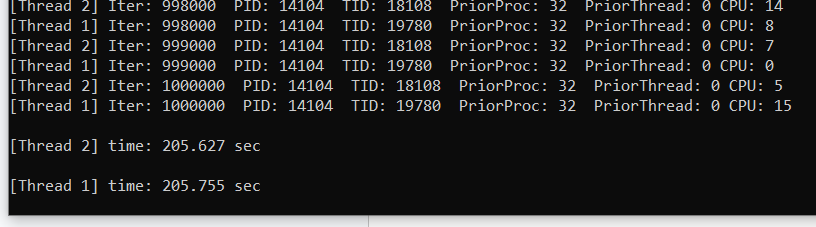 [Thread 2] Iter: 998000  PID: 14104  TID: 18108  PriorProc: 32  PriorThread: 0 CPU: 14
[Thread 1] Iter: 998000  PID: 14104  TID: 19780  PriorProc: 32  PriorThread: 0 CPU: 8
[Thread 2] Iter: 999000  PID: 14104  TID: 18108  PriorProc: 32  PriorThread: 0 CPU: 7
[Thread 1] Iter: 999000  PID: 14104  TID: 19780  PriorProc: 32  PriorThread: 0 CPU: 0
[Thread 2] Iter: 1000000  PID: 14104  TID: 18108  PriorProc: 32  PriorThread: 0 CPU: 5
[Thread 1] Iter: 1000000  PID: 14104  TID: 19780  PriorProc: 32  PriorThread: 0 CPU: 15
[Thread 2] time: 205.627 sec
[Thread 1] time: 205.755 sec